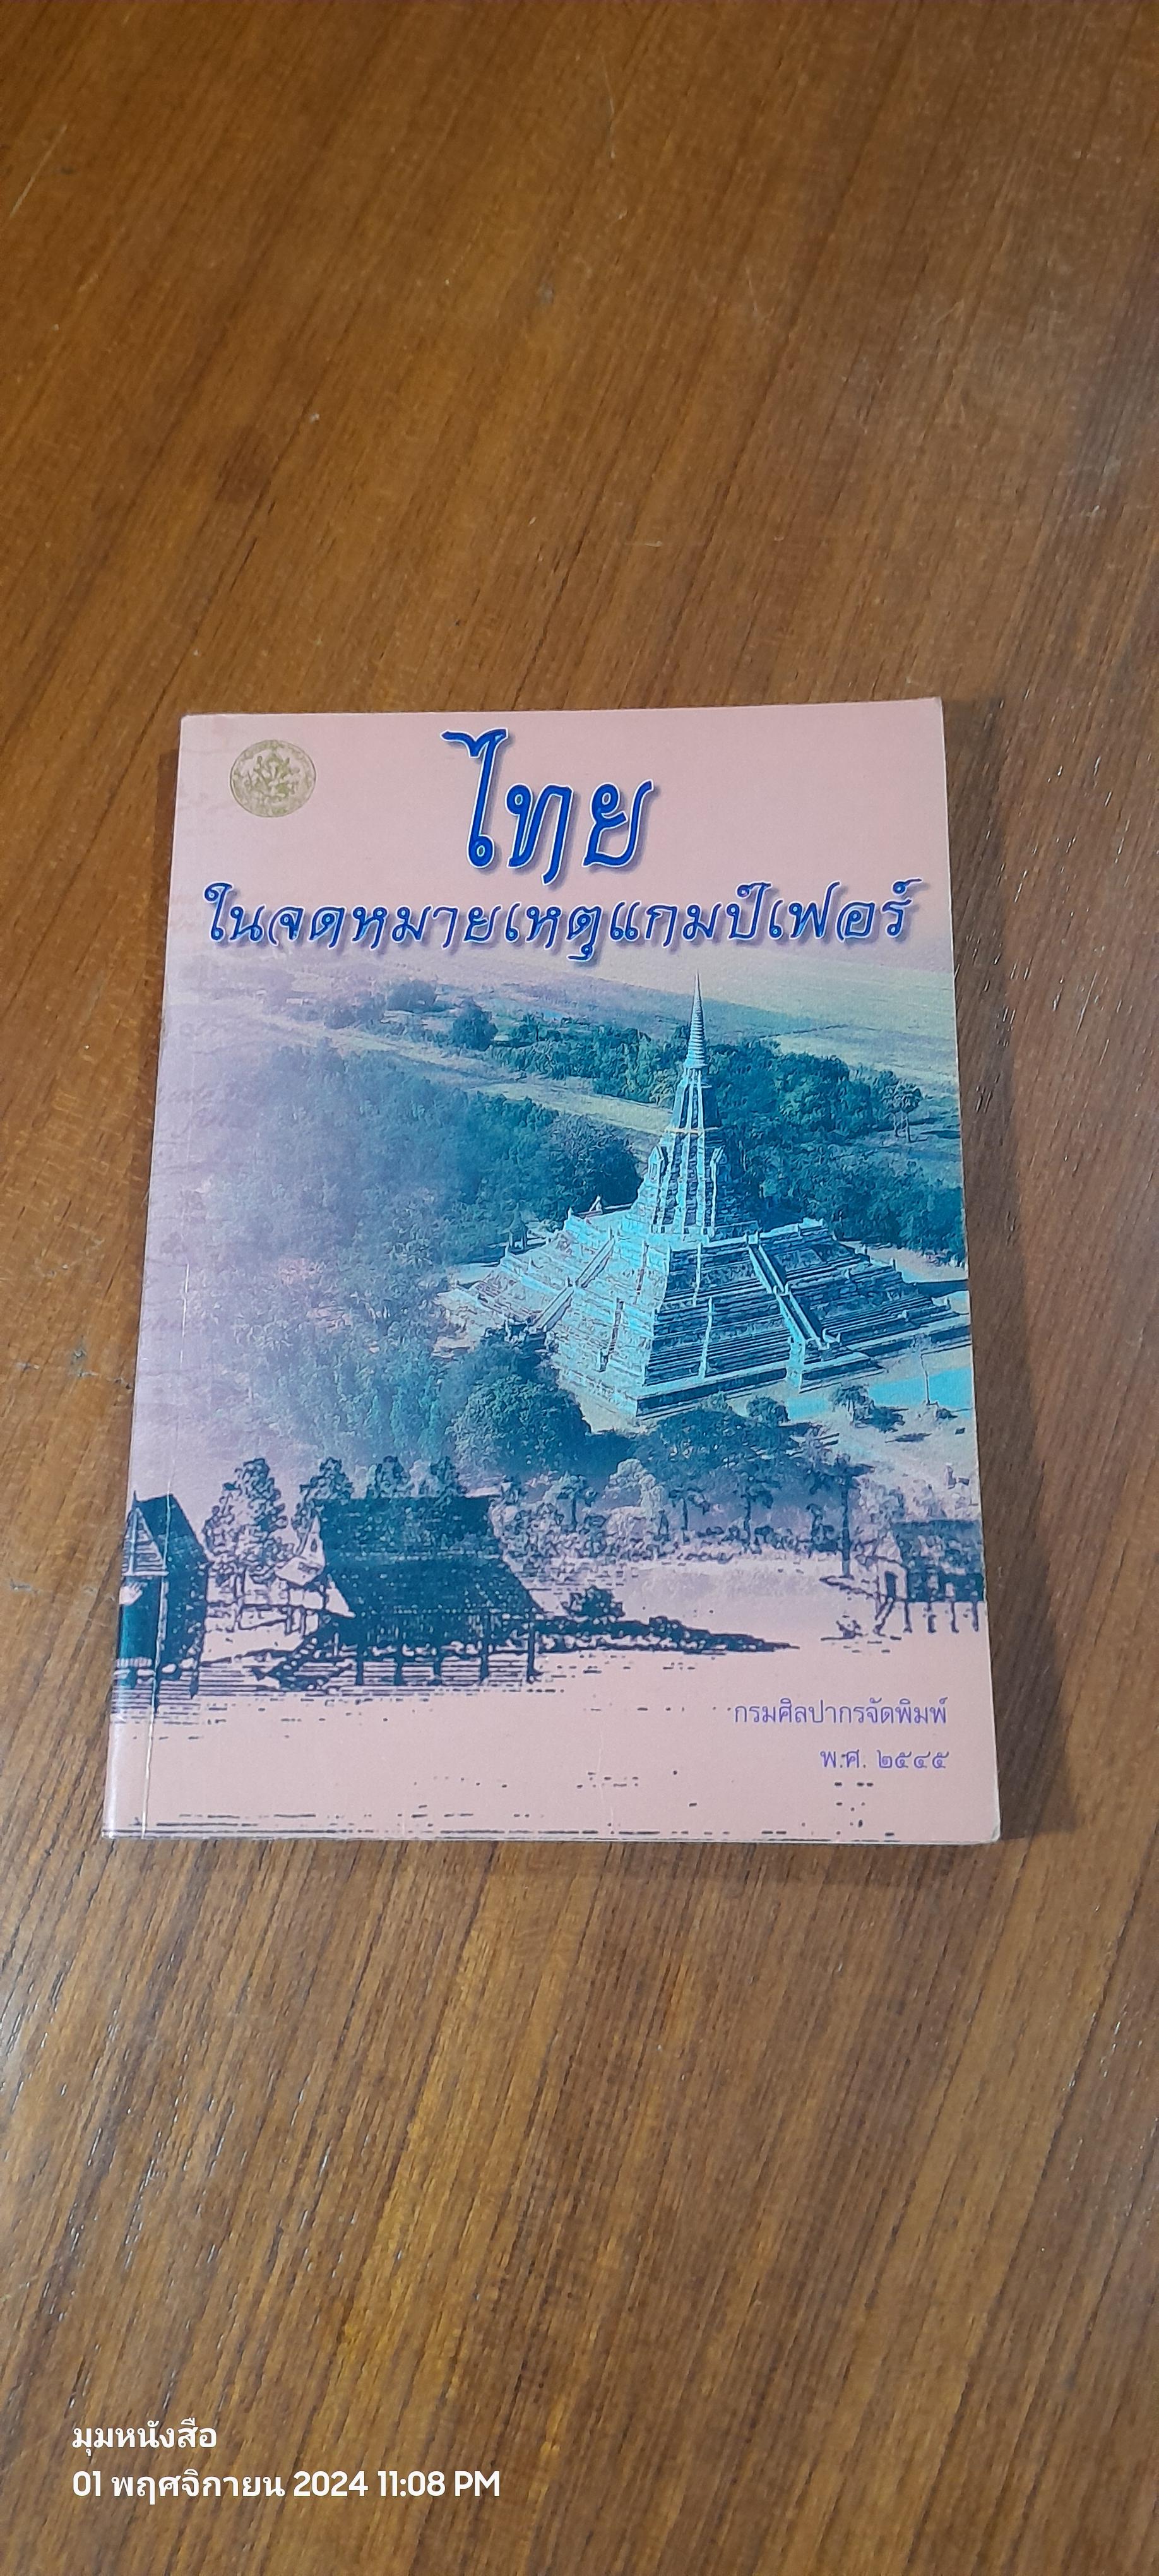 ไทย
ในจดหมายเหตุแกมป์เฟอร์
กรมศิลปากรจัดพิมพ์
พ.ศ. ๒๕๔๕
มุมหนังสือ
01 พฤศจิกายน 2024 11:08 PM